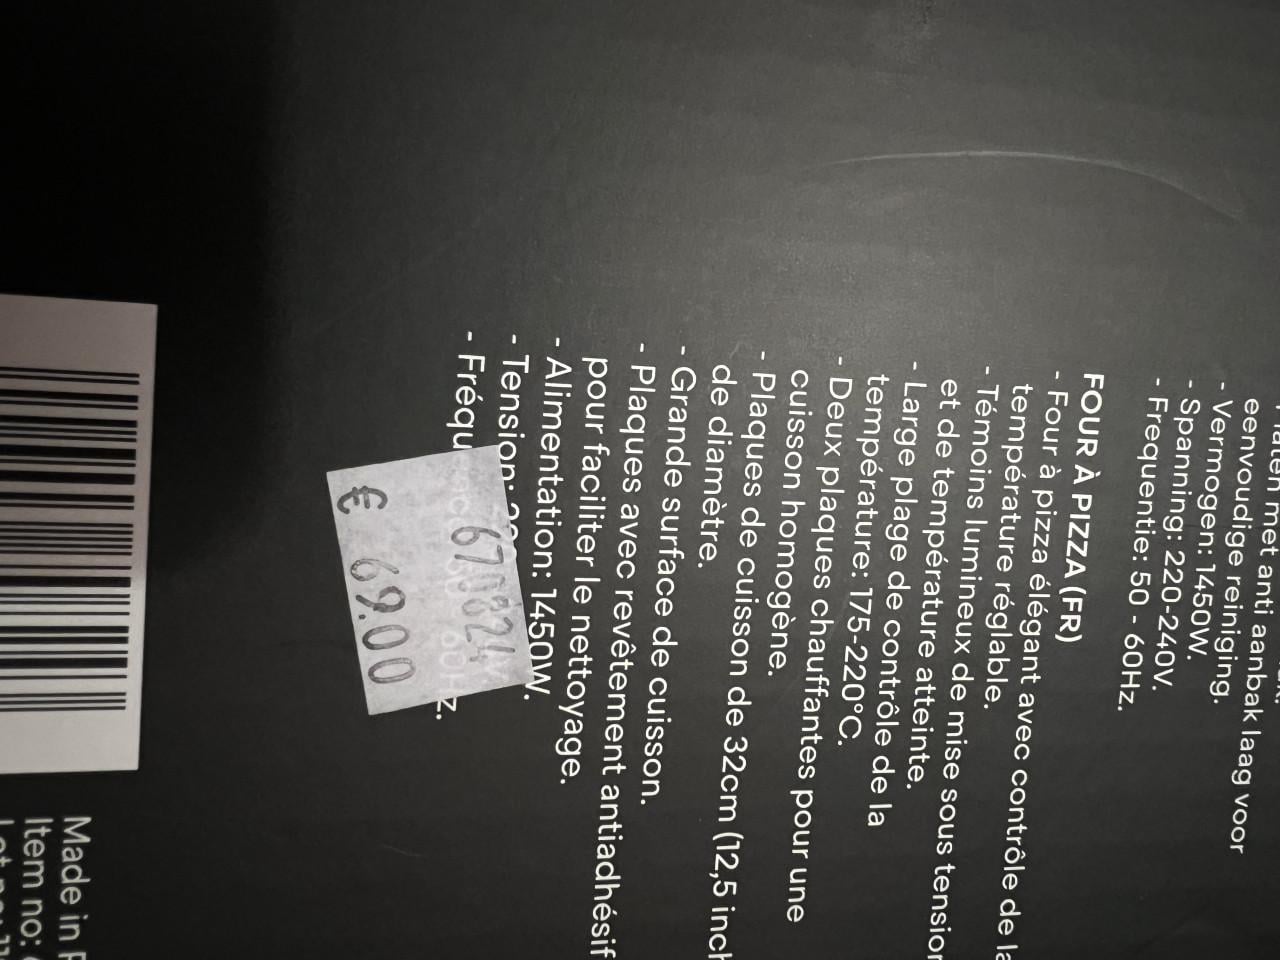 eenvoudige reiniging.
- Vermogen: 1450W.
- Spanning: 220-240V.
- Frequentie: 50 - 60Hz.
FOUR À PIZZA (FR)
- Four à pizza élégant avec contrôle de la
température réglable.
- Témoins lumineux de mise sous tension
et de température atteinte.
- Large plage de contrôle de la
température: 175-220°C.
- Deux plaques chauffantes pour une
cuisson homogène.
- Plaques de cuisson de 32cm (12,5 inch
de diamètre.
- Grande surface de cuisson.
- Plaques avec revêtement antiadhésif
pour faciliter le nettoyage.
- Alimentation: 1450W.
- Tension:
- Fréqu
670824
€ 69.00
Made in
Item no: